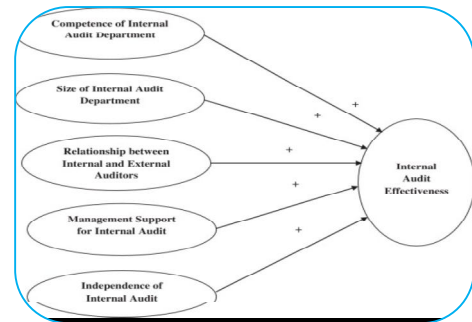 Competence of Internal
Audit Department
Size of Internal Audit
Department
Relationship between
Internal and External
Auditors
Management Support
for Internal Audit
Independence of
Internal Audit
+
+
+
+
+
Internal
Audit
Effectiveness